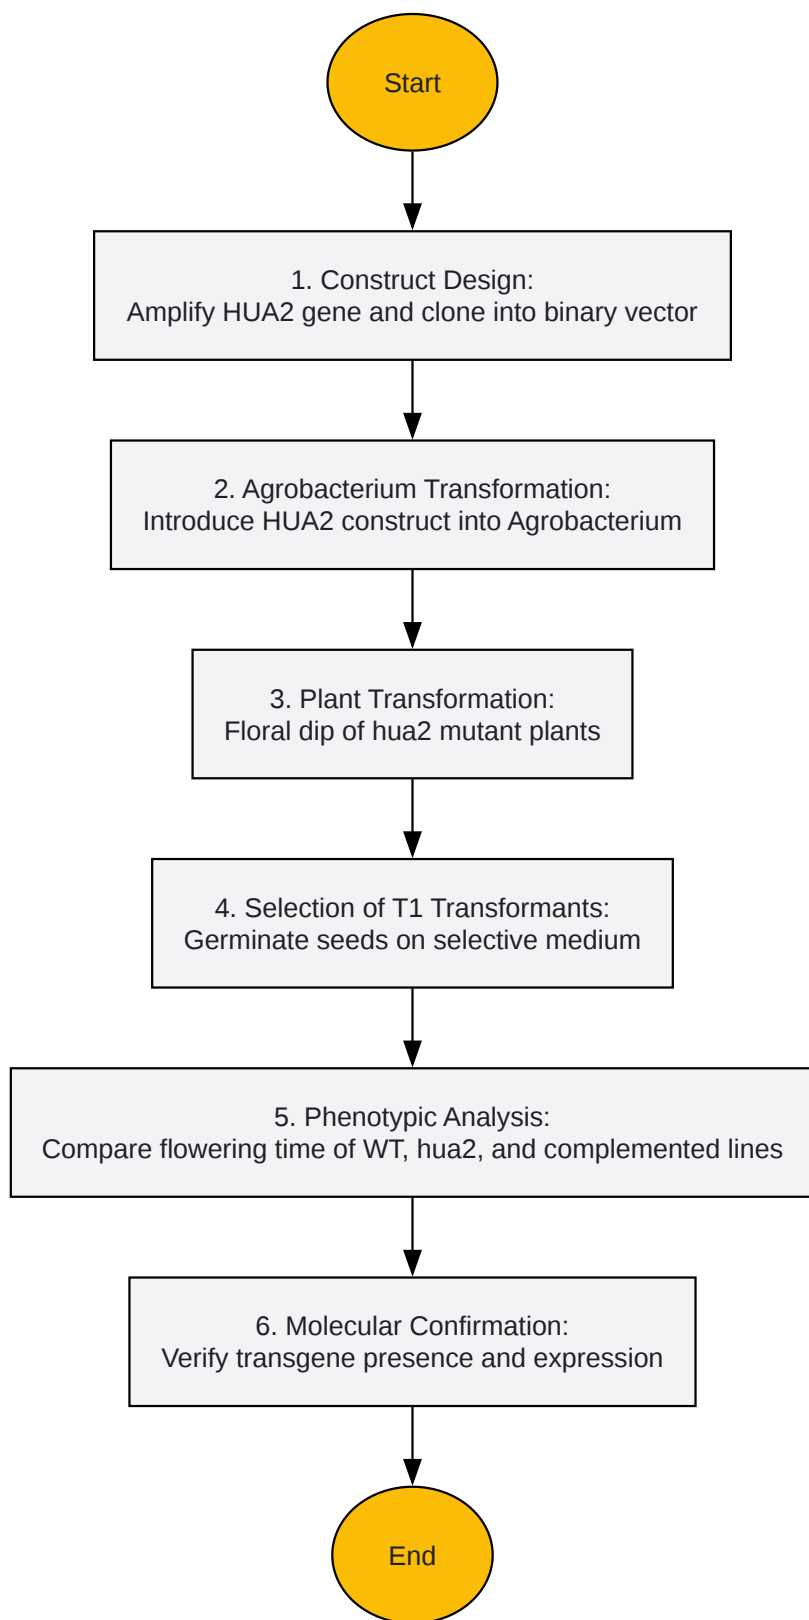 Start
1. Construct Design:
Amplify HUA2 gene and clone into binary vector
2. Agrobacterium Transformation:
Introduce HUA2 construct into Agrobacterium
3. Plant Transformation:
Floral dip of hua2 mutant plants
4. Selection of T1 Transformants:
Germinate seeds on selective medium
5. Phenotypic Analysis:
Compare flowering time of WT, hua2, and complemented lines
6. Molecular Confirmation:
Verify transgene presence and expression
End